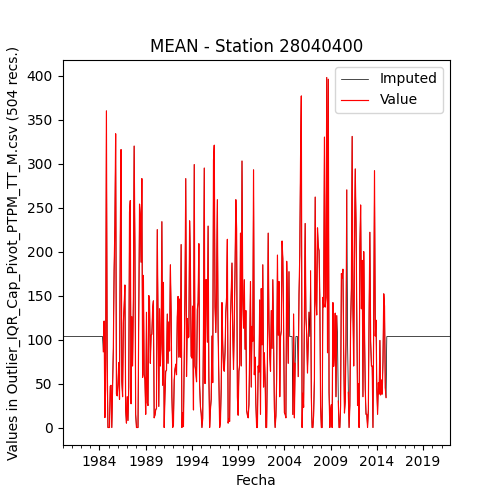 MEAN - Station 28040400
Imputed
Value
Values in Outlier_IQR_Cap_Pivot_PTPM_TT_M.csv (504 recs.)
400
350
300
250
200
150
100
50
0
1984 1989 1994 1999 2004 2009 2014 2019
Fecha